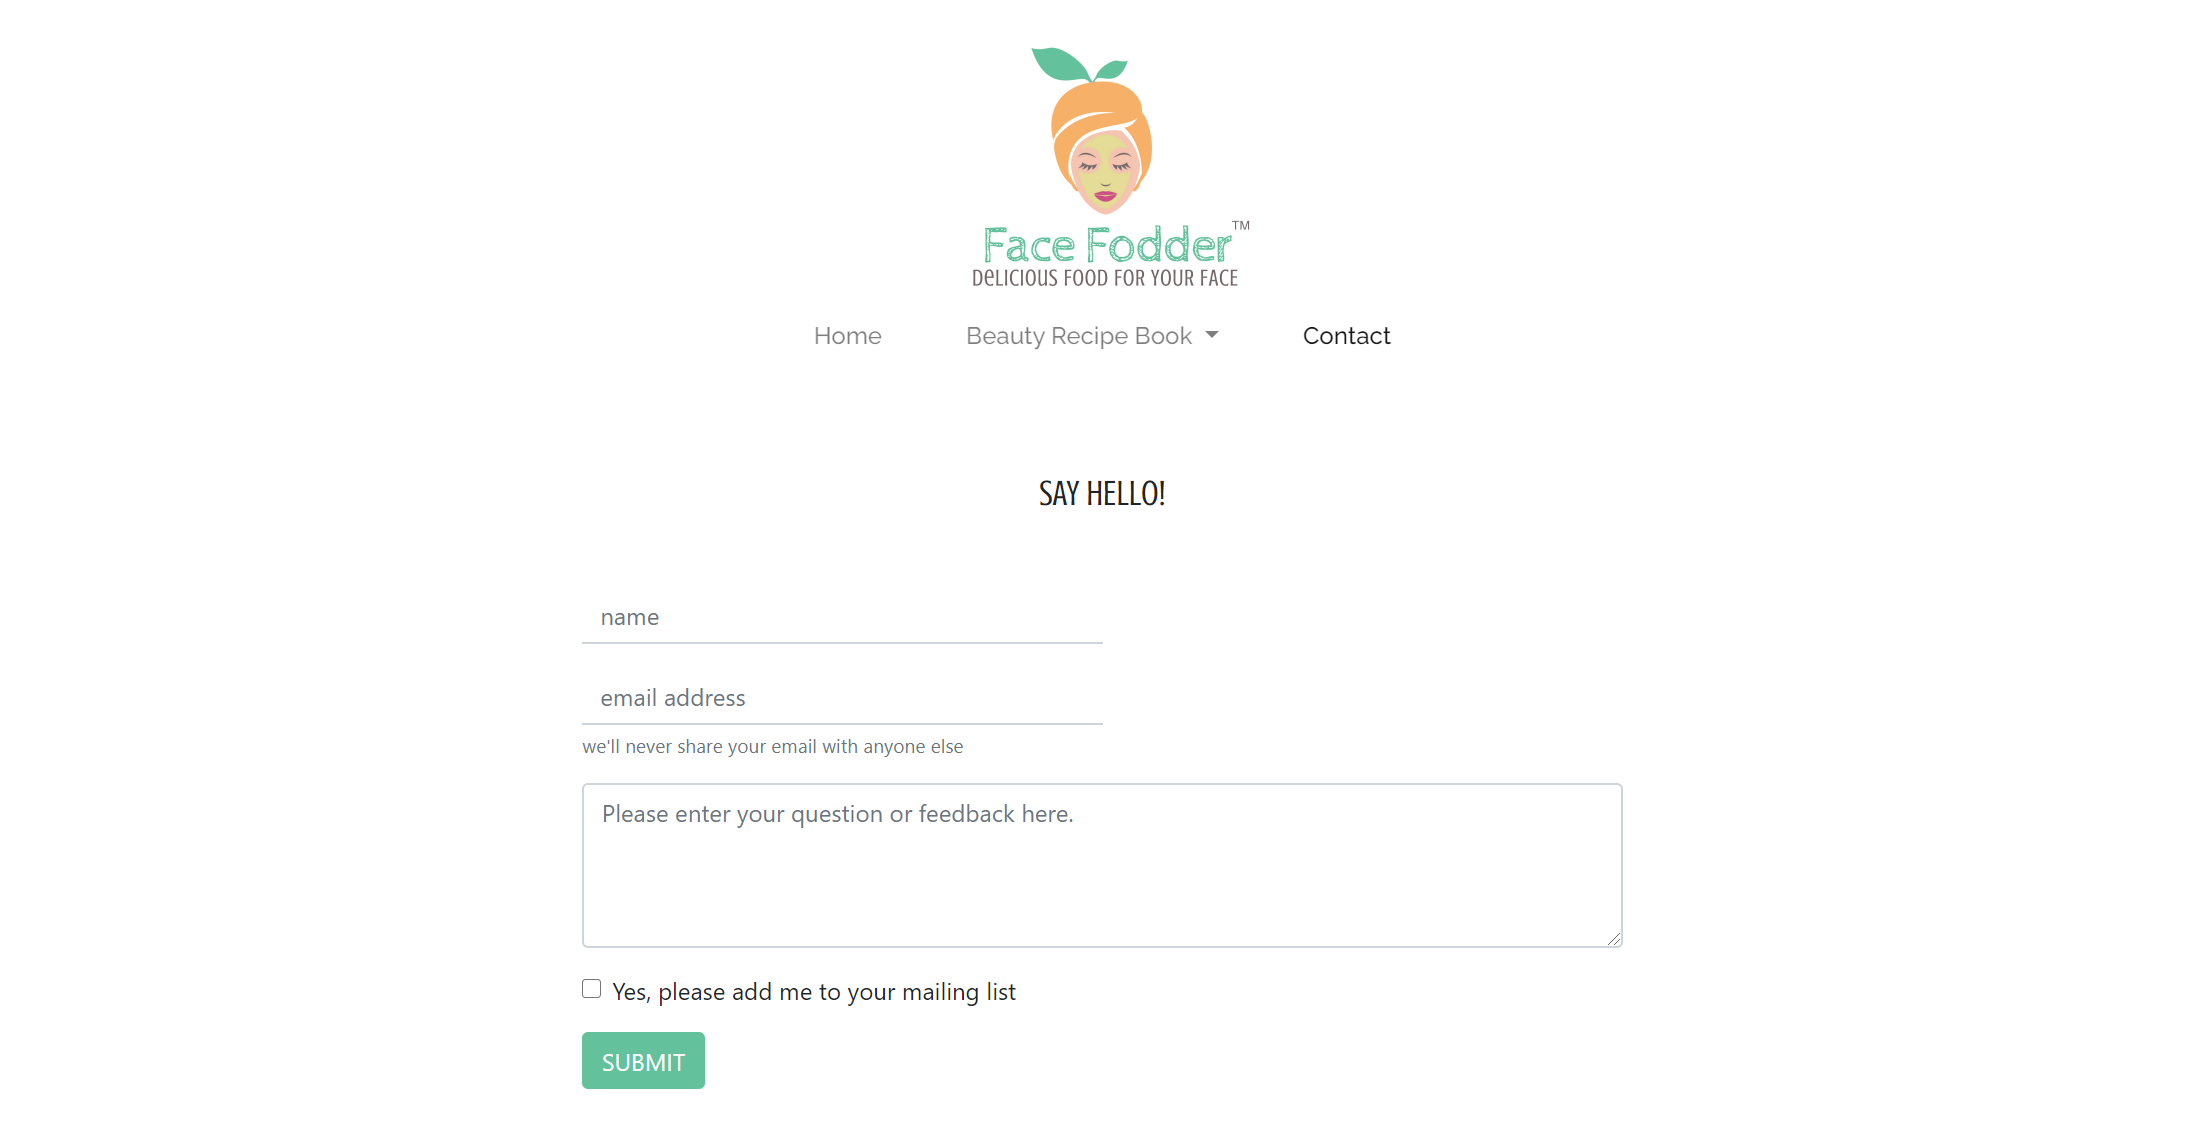 Face Fodder™
DELICIOUS FOOD FOR YOUR FACE
Home Beauty Recipe Book Contact
SAY HELLO!
name
email address
we'll never share your email with anyone else
Please enter your question or feedback here.
Yes, please add me to your mailing list
SUBMIT